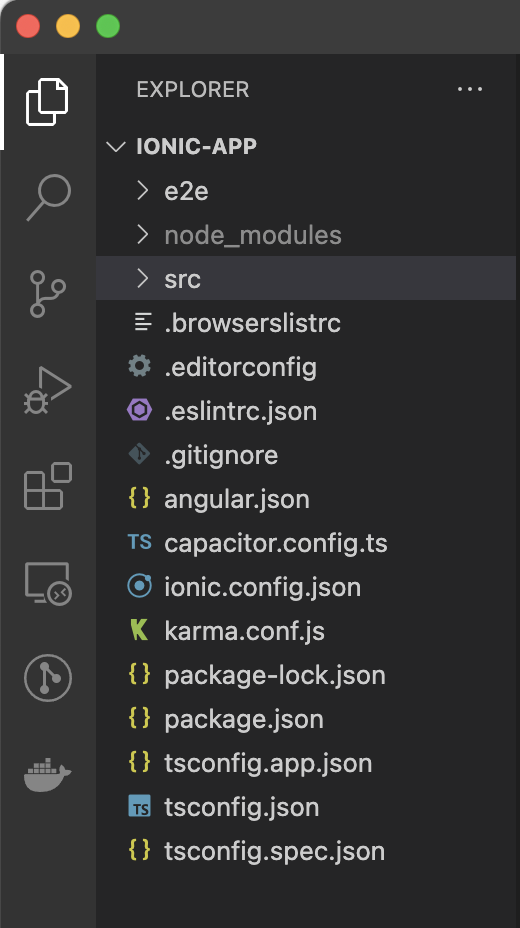 EXPLORER
IONIC-APP
e2e
node_modules
src
.browserslistrc
.editorconfig
.eslintrc.json
.gitignore
{} angular.json
TS capacitor.config.ts
ionic.config.json
karma.conf.js
{} package-lock.json
{} package.json
{} tsconfig.app.json
TS tsconfig.json
{} tsconfig.spec.json